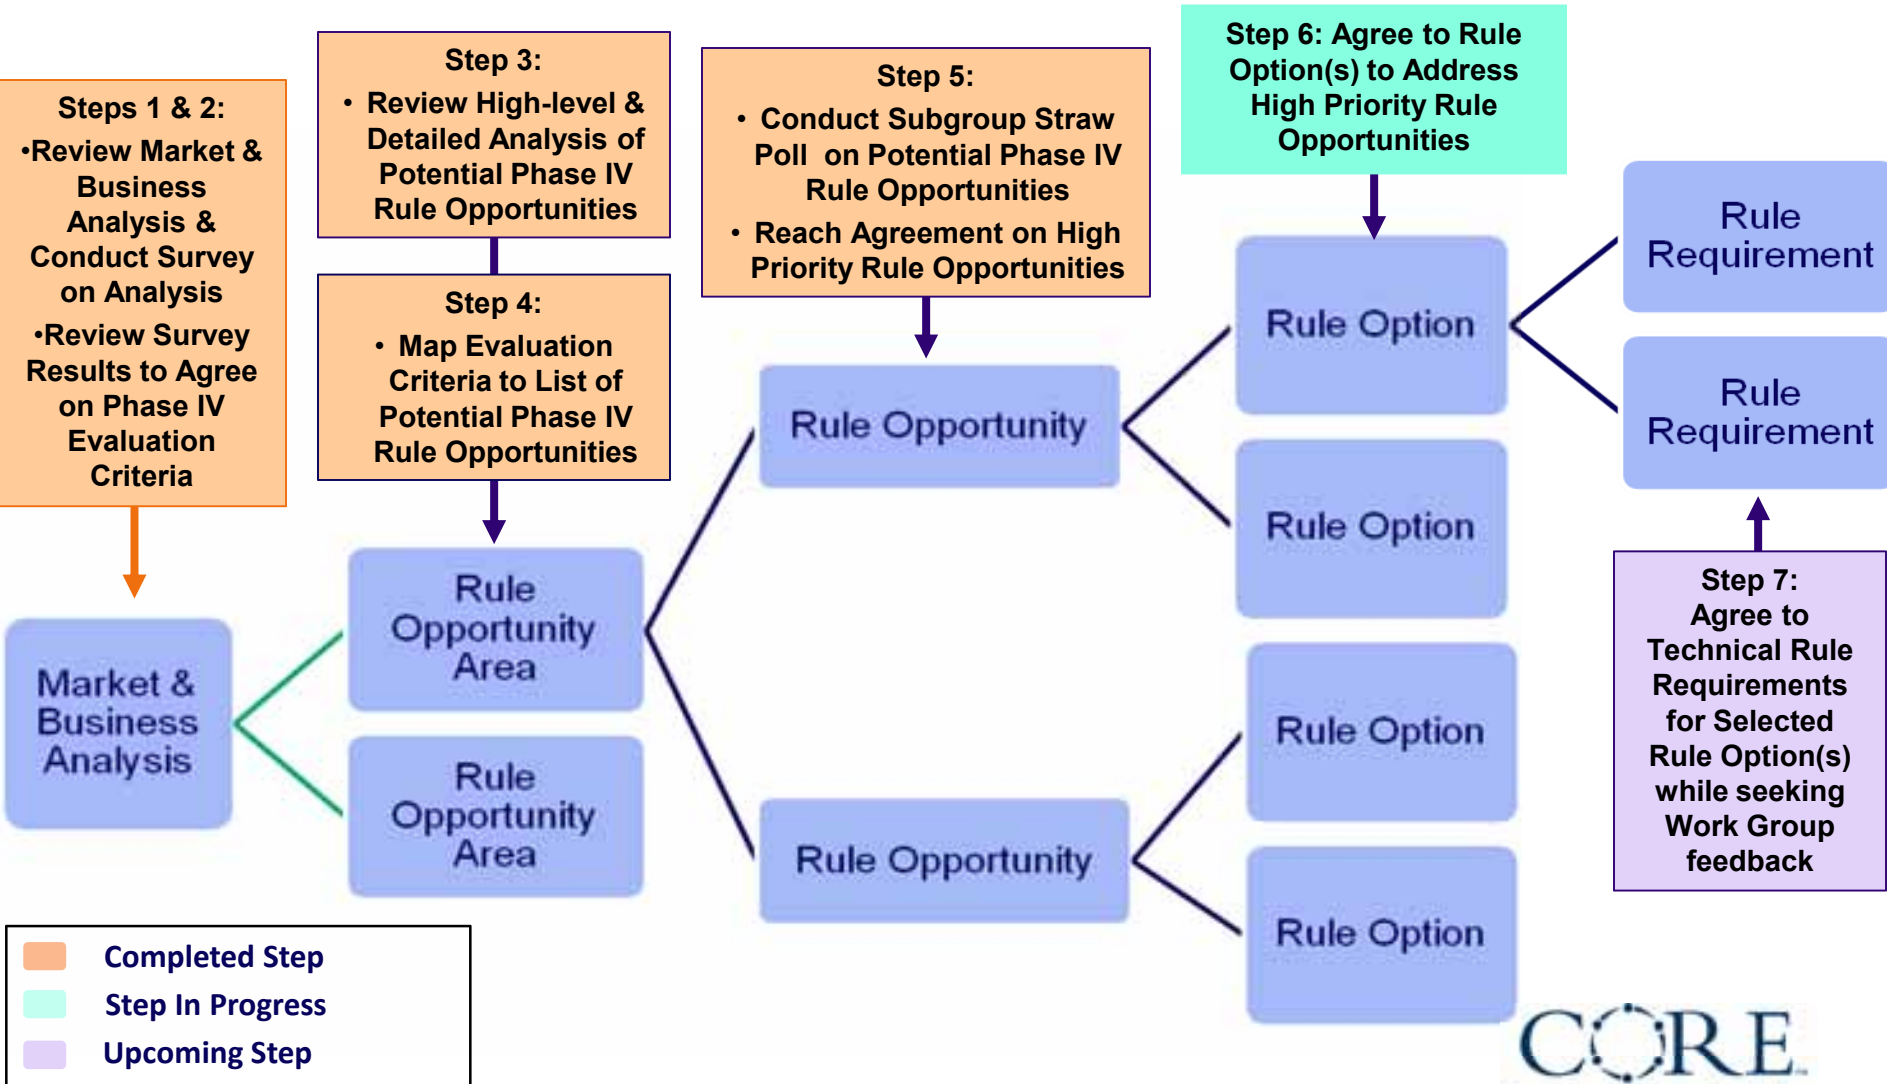 Steps 1 & 2:
•Review Market &
Business
Analysis &
Conduct Survey
on Analysis
•Review Survey
Results to Agree
on Phase IV
Evaluation
Criteria
Step 3:
• Review High-level &
Detailed Analysis of
Potential Phase IV
Rule Opportunities
Step 4:
• Map Evaluation
Criteria to List of
Potential Phase IV
Rule Opportunities
Step 5:
• Conduct Subgroup Straw
Poll on Potential Phase IV
Rule Opportunities
• Reach Agreement on High
Priority Rule Opportunities
Step 6: Agree to Rule
Option(s) to Address
High Priority Rule
Opportunities
Market &
Business
Analysis
Rule
Opportunity
Area
Rule
Opportunity
Area
Rule Opportunity
Rule Opportunity
Rule Option
Rule Option
Rule Option
Rule Option
Rule
Requirement
Rule
Requirement
Step 7:
Agree to
Technical Rule
Requirements
for Selected
Rule Option(s)
while seeking
Work Group
feedback
Completed Step
Step In Progress
Upcoming Step
CORE